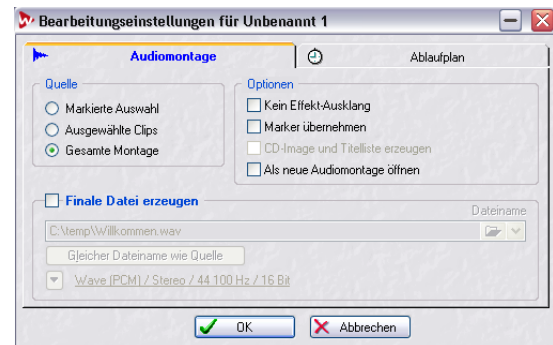 Bearbeitungseinstellungen für Unbenannt 1
Audiomontage
Ablaufplan
Quelle
Markierte Auswahl
Ausgewählte Clips
Gesamte Montage
Optionen
Kein Effekt-Ausklang
Marker übernehmen
CD-Image und Titelliste erzeugen
Als neue Audiomontage öffnen
Finale Datei erzeugen
Dateiname
C:\temp\Willkommen.wav
Gleicher Dateiname wie Quelle
Wave (PCM) / Stereo / 44 100 Hz / 16 Bit
OK
Abbrechen